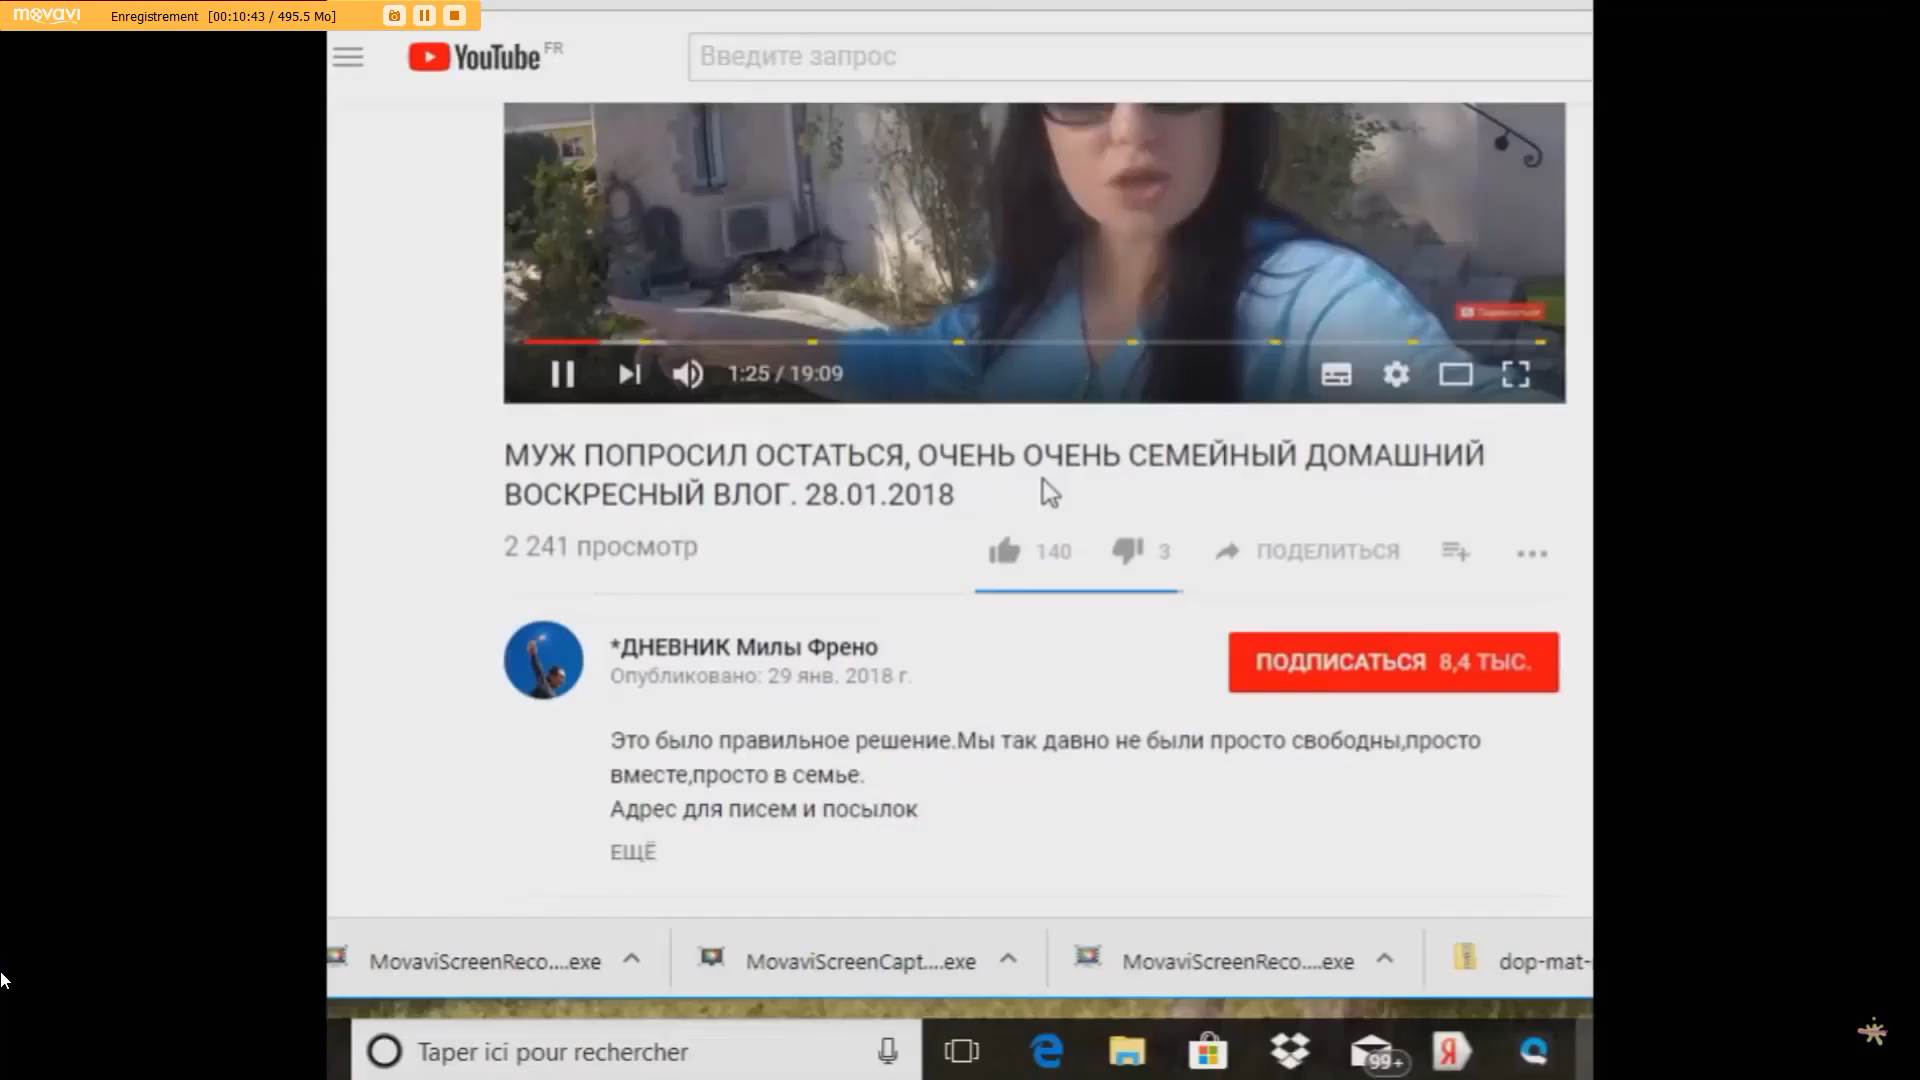 movavi Enregistrement [00:10:43 / 495.5 Mo]
YouTube FR
Введите запрос
1:25 / 19:09
МУЖ ПОПРОСИЛ ОСТАТЬСЯ, ОЧЕНЬ ОЧЕНЬ СЕМЕЙНЫЙ ДОМАШНИЙ
ВОСКРЕСНЫЙ ВЛОГ. 28.01.2018
2 241 просмотр
140 3 ПОДЕЛИТЬСЯ
*ДНЕВНИК Милы Френо
Опубликовано: 29 янв. 2018 г.
ПОДПИСАТЬСЯ 8,4 ТЫС.
Это было правильное решение.Мы так давно не были просто свободны,просто
вместе,просто в семье.
Адрес для писем и посылок
ЕЩЁ
MovaviScreenReco....exe MovaviScreenCapt....exe MovaviScreenReco....exe dop-mat-
Taper ici pour rechercher
99+
Я